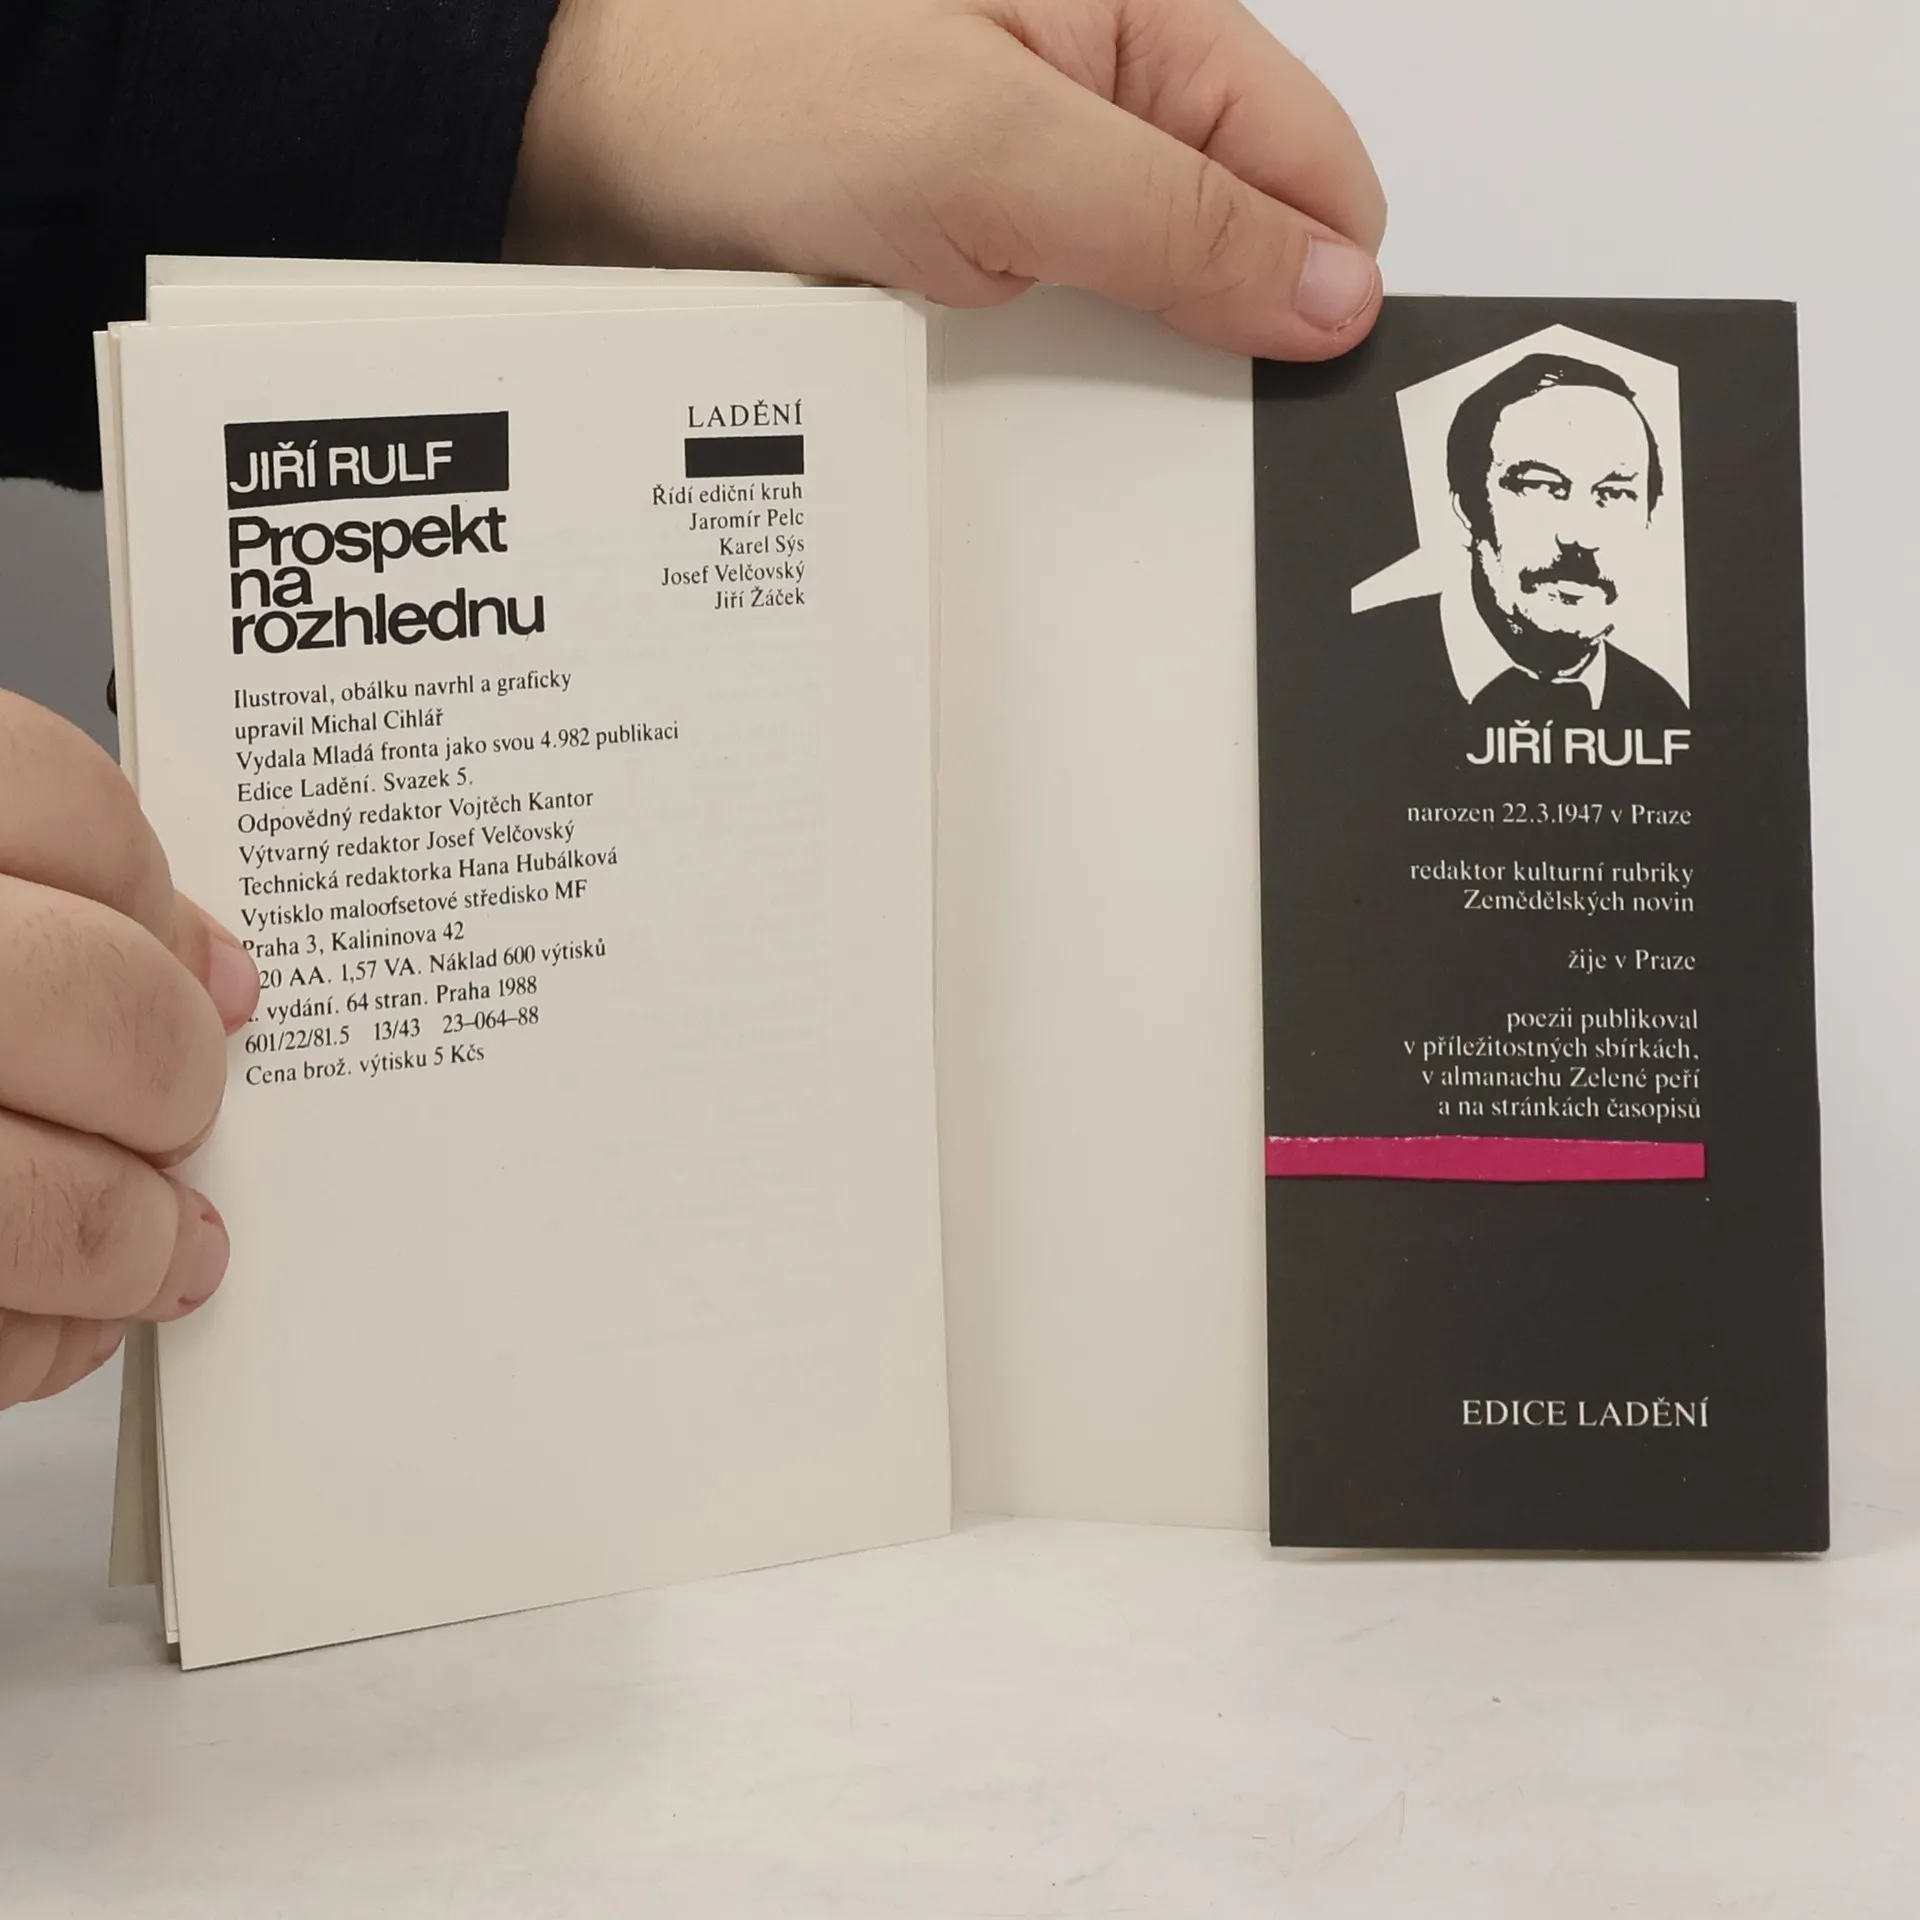 JIŘÍ RULF
Prospekt
na
rozhlednu
LADĚNÍ
Řídí ediční kruh
Jaromír Pelc
Karel Sýs
Josef Velčovský
Jiří Žáček
Ilustroval, obálku navrhl a graficky
upravil Michal Cihlář
Vydala Mladá fronta jako svou 4.982 publikaci
Edice Ladění. Svazek 5.
Odpovědný redaktor Vojtěch Kantor
Výtvarný redaktor Josef Velčovský
Technická redaktorka Hana Hubálková
Vytisklo maloofsetové středisko MF
Praha 3, Kalininova 42
20 AA. 1,57 VA. Náklad 600 výtisků
vydání. 64 stran. Praha 1988
601/22/81.5 13/43 23–064–88
Cena brož. výtisku 5 Kčs
JIŘÍ RULF
narozen 22.3.1947 v Praze
redaktor kulturní rubriky
Zemědělských novin
žije v Praze
poezii publikoval
v příležitostných sbírkách,
v almanachu Zelené peří
a na stránkách časopisů
EDICE LADĚNÍ